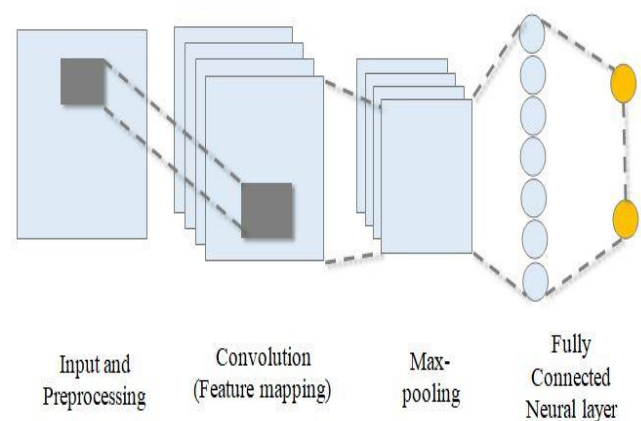 Input and
Preprocessing
Convolution
(Feature mapping)
Max-
pooling
Fully
Connected
Neural layer